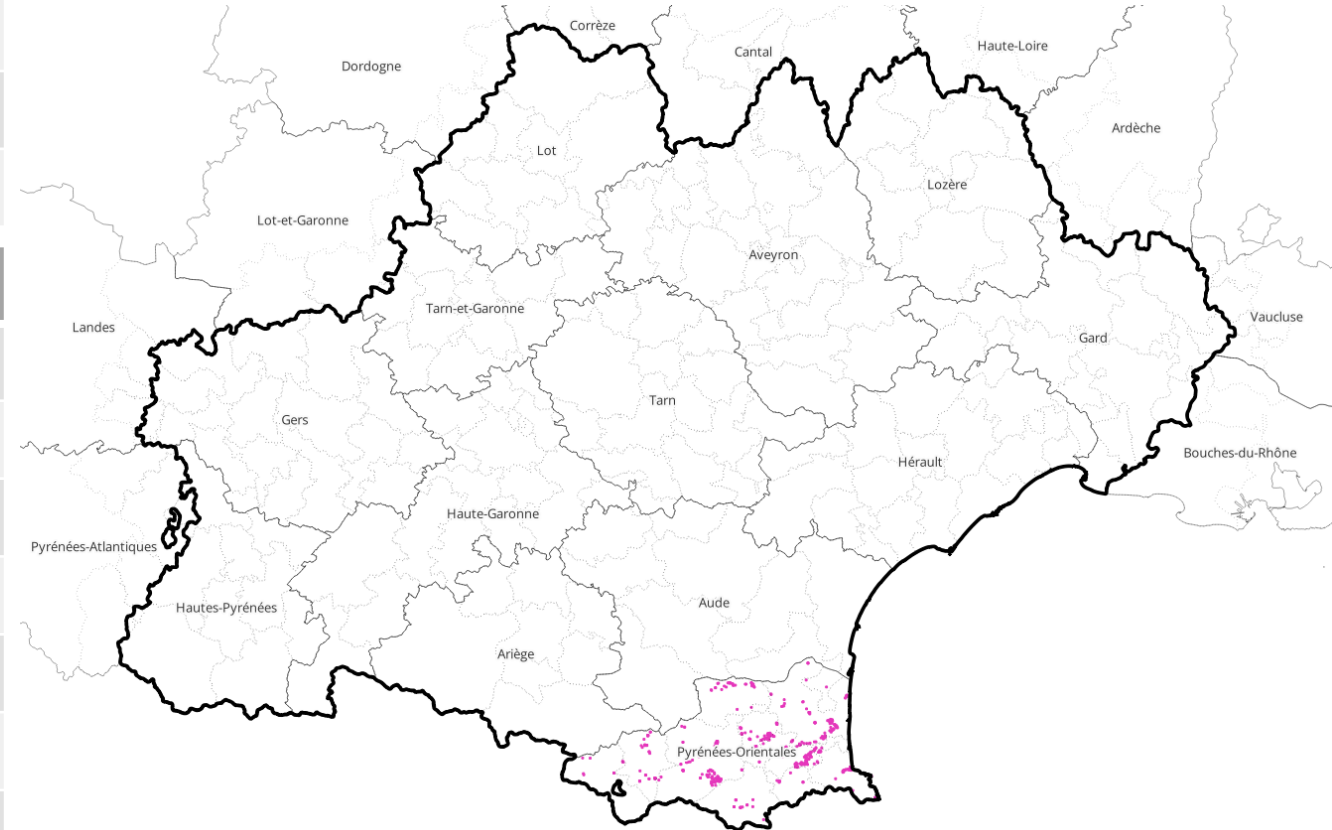 Corrèze
Cantal
Haute-Loire
Dordogne
Ardèche
Lot
Lozère
Lot-et-Garonne
Aveyron
Tarn-et-Garonne
Vaucluse
Landes
Gard
Tarn
Gers
Bouches-du-Rhône
Hérault
Haute-Garonne
Pyrénées-Atlantiques
Aude
Hautes-Pyrénées
Ariège
Pyrénées-Orientales